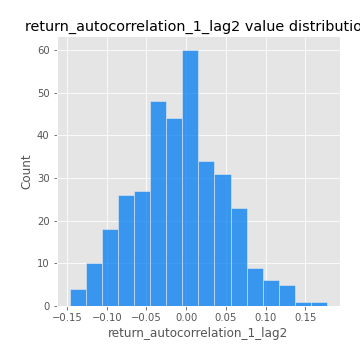 return_autocorrelation_1_lag2 value distributio
60
50
40
30
20
10
0
Count
−0.15 −0.10 −0.05 0.00 0.05 0.10 0.15
return_autocorrelation_1_lag2